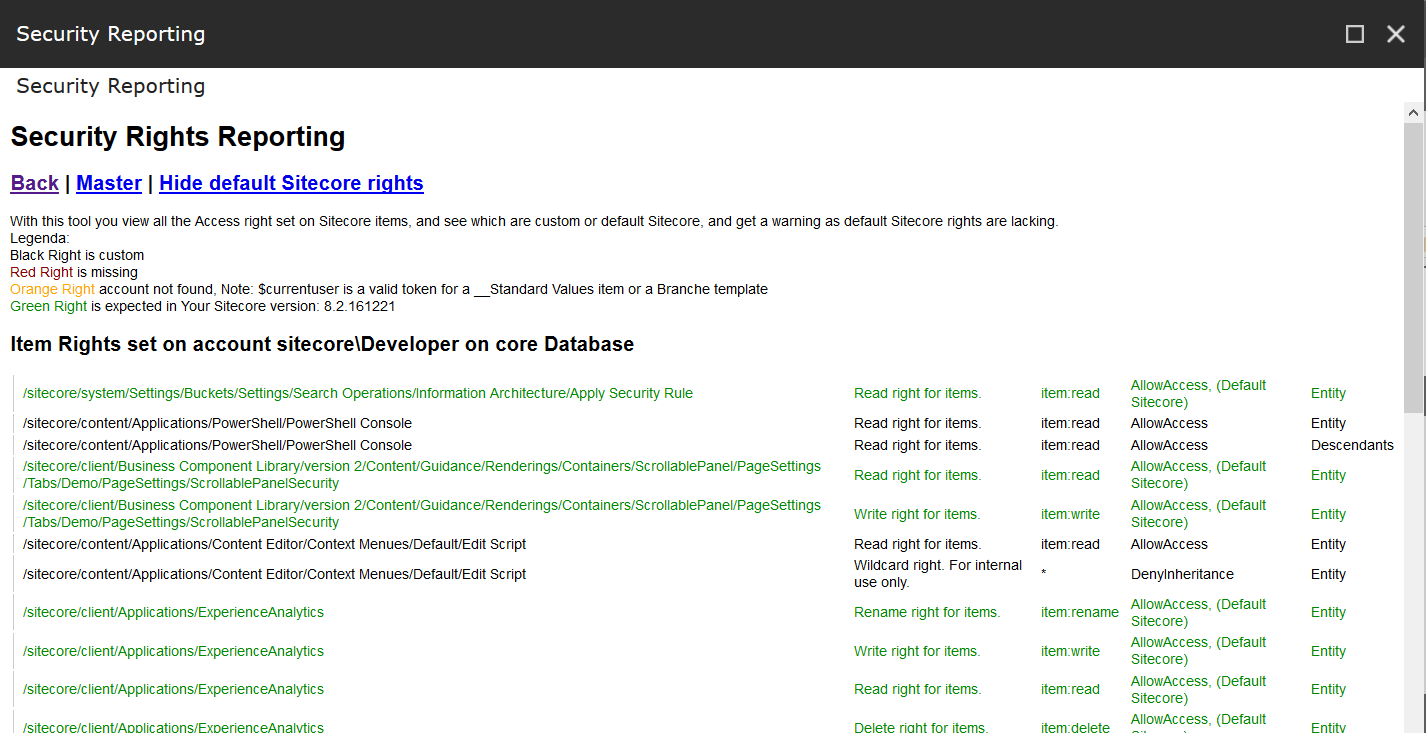 Security Reporting
Security Reporting
Security Rights Reporting
Back | Master | Hide default Sitecore rights
With this tool you view all the Access right set on Sitecore items, and see which are custom or default Sitecore, and get a warning as default Sitecore rights are lacking.
Legenda:
Black Right is custom
Red Right is missing
Orange Right account not found, Note: $currentuser is a valid token for a __Standard Values item or a Branche template
Green Right is expected in Your Sitecore version: 8.2.161221
Item Rights set on account sitecore\Developer on core Database
/sitecore/system/Settings/Buckets/Settings/Search Operations/Information Architecture/Apply Security Rule Read right for items. item:read AllowAccess, (Default
Sitecore) Entity
/sitecore/content/Applications/PowerShell/PowerShell Console Read right for items. item:read AllowAccess Entity
/sitecore/content/Applications/PowerShell/PowerShell Console Read right for items. item:read AllowAccess Descendants
/sitecore/client/Business Component Library/version 2/Content/Guidance/Renderings/Containers/ScrollablePanel/PageSettings
/Tabs/Demo/PageSettings/ScrollablePanelSecurity Read right for items. item:read AllowAccess, (Default
Sitecore) Entity
/sitecore/client/Business Component Library/version 2/Content/Guidance/Renderings/Containers/ScrollablePanel/PageSettings
/Tabs/Demo/PageSettings/ScrollablePanelSecurity Write right for items. item:write AllowAccess, (Default
Sitecore) Entity
/sitecore/content/Applications/Content Editor/Context Menues/Default/Edit Script Read right for items. item:read AllowAccess Entity
/sitecore/content/Applications/Content Editor/Context Menues/Default/Edit Script Wildcard right. For internal
use only. * DenyInheritance Entity
/sitecore/client/Applications/ExperienceAnalytics Rename right for items. item:rename AllowAccess, (Default
Sitecore) Entity
/sitecore/client/Applications/ExperienceAnalytics Write right for items. item:write AllowAccess, (Default
Sitecore) Entity
/sitecore/client/Applications/ExperienceAnalytics Read right for items. item:read AllowAccess, (Default
Sitecore) Entity
/sitecore/client/Applications/ExperienceAnalytics Delete right for items. item:delete AllowAccess, (Default
Entity